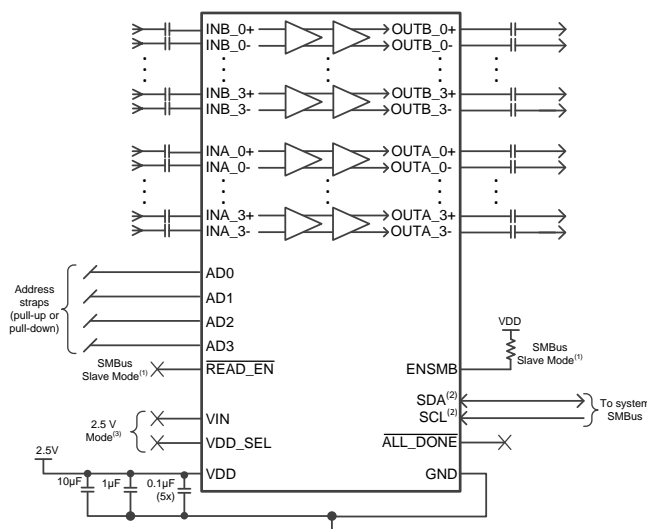 INB_0+ OUTB_0+
INB_0- OUTB_0-
INB_3+ OUTB_3+
INB_3- OUTB_3-
INA_0+ OUTA_0+
INA_0- OUTA_0-
INA_3+ OUTA_3+
INA_3- OUTA_3-
Address
straps
(pull-up or
pull-down)
AD0
AD1
AD2
AD3
SMBus
Slave Mode(1)
READ_EN
VDD
SMBus
Slave Mode(1)
ENSMB
SDA(2)
SCL(2)
To system
SMBus
2.5 V
Mode(3)
VIN
VDD_SEL
ALL_DONE
2.5V
VDD
GND
10µF
1µF
0.1µF
(5x)